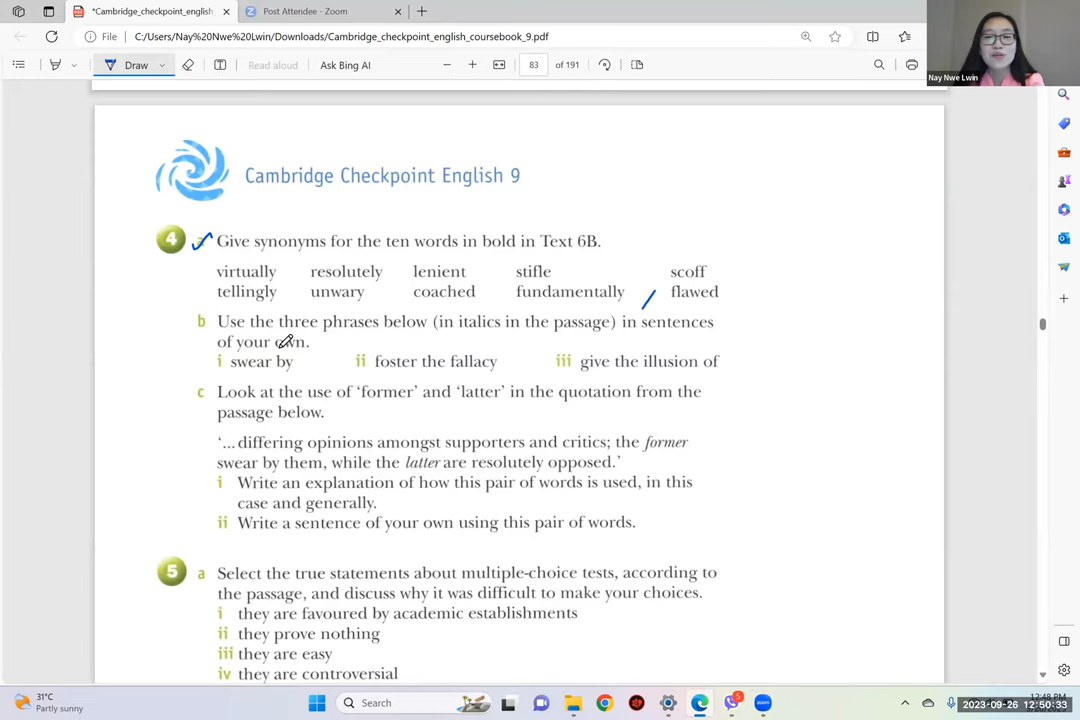 *Cambridge_checkpoint_english
Post Attendee - Zoom
File
C:/Users/Nay%20Nwe%20Lwin/Downloads/Cambridge_checkpoint_english_coursebook_9.pdf
Draw
Read aloud
Ask Bing AI
83
of 191
Nay Nwe Lwin
Cambridge Checkpoint English 9
4 a Give synonyms for the ten words in bold in Text 6B.
virtually resolutely lenient stifle scoff
tellingly unwary coached fundamentally flawed
b Use the three phrases below (in italics in the passage) in sentences
of your own.
i swear by ii foster the fallacy iii give the illusion of
c Look at the use of ‘former’ and ‘latter’ in the quotation from the
passage below.
‘... differing opinions amongst supporters and critics; the former
swear by them, while the latter are resolutely opposed.’
i Write an explanation of how this pair of words is used, in this
case and generally.
ii Write a sentence of your own using this pair of words.
5 a Select the true statements about multiple-choice tests, according to
the passage, and discuss why it was difficult to make your choices.
i they are favoured by academic establishments
ii they prove nothing
iii they are easy
iv they are controversial
31°C
Partly sunny
Search
5
2023-09-26 12:50:33